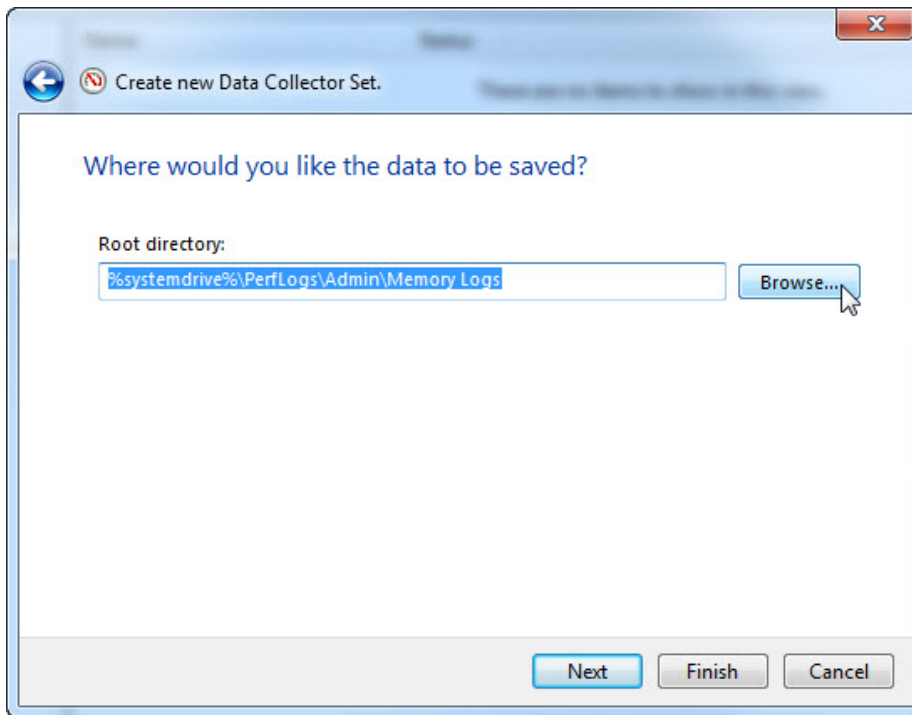 Create new Data Collector Set.
Where would you like the data to be saved?
Root directory:
%systemdrive%\PerfLogs\Admin\Memory Logs
Browse...
Next
Finish
Cancel